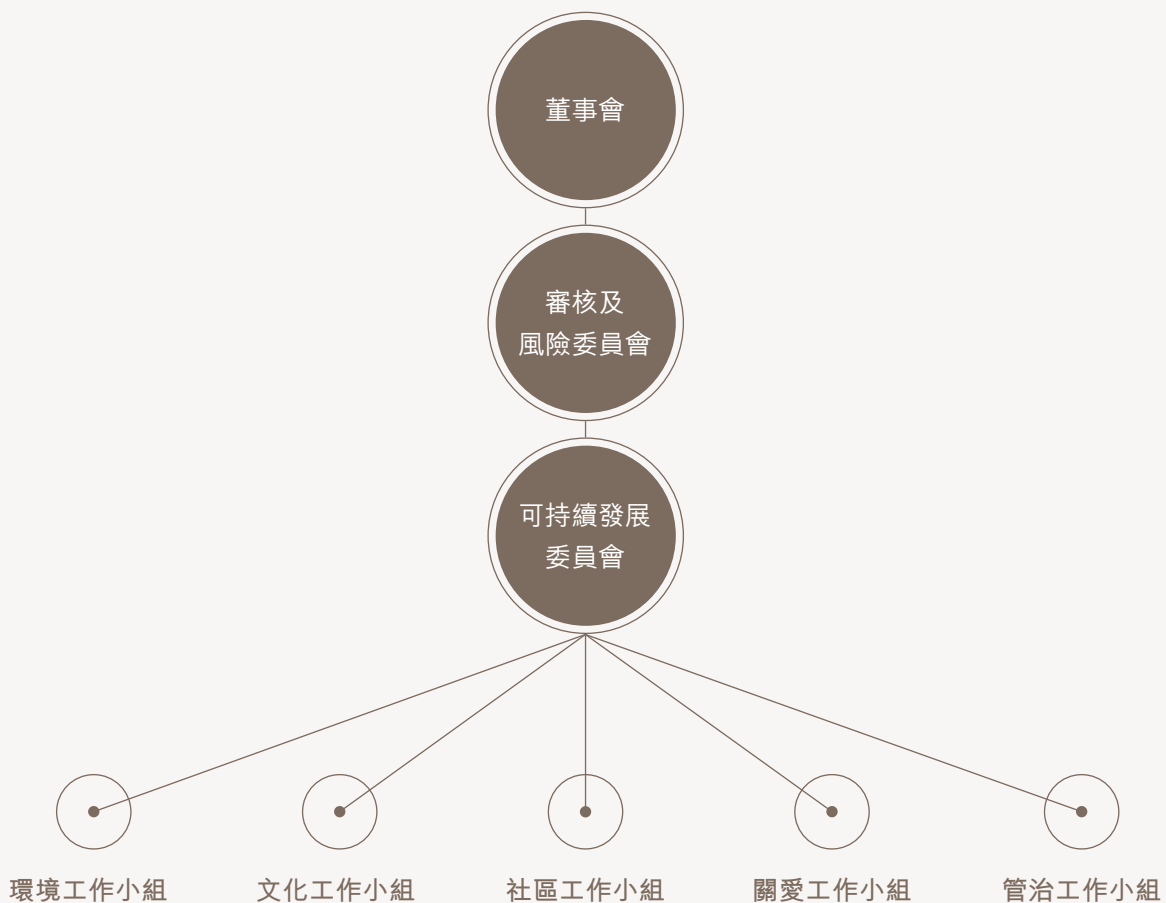 董事會
審核及
風險委員會
可持續發展
委員會
環境工作小組
文化工作小組
社區工作小組
關愛工作小組
管治工作小組